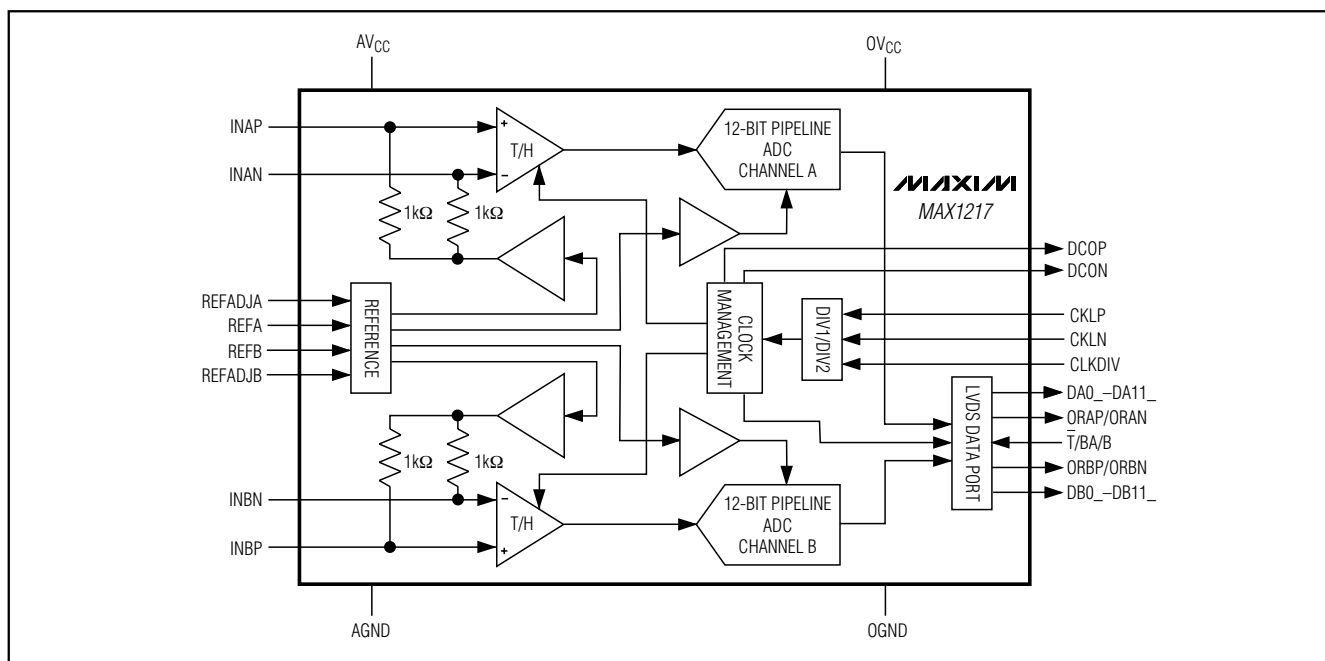 AVCC
OVCC
INAP
INAN
+
T/H
−
12-BIT PIPELINE
ADC
CHANNEL A
MAXIM
MAX1217
1kΩ
1kΩ
DCOP
DCON
REFADJA
REFA
REFB
REFADJB
REFERENCE
CLOCK
MANAGEMENT
DIV1/DIV2
CKLP
CKLN
CLKDIV
LVDS DATA PORT
DA0_–DA11_
ORAP/ORAN
T̅/BA/B
ORBP/ORBN
DB0_–DB11_
1kΩ
1kΩ
INBN
INBP
−
T/H
+
12-BIT PIPELINE
ADC
CHANNEL B
AGND
OGND